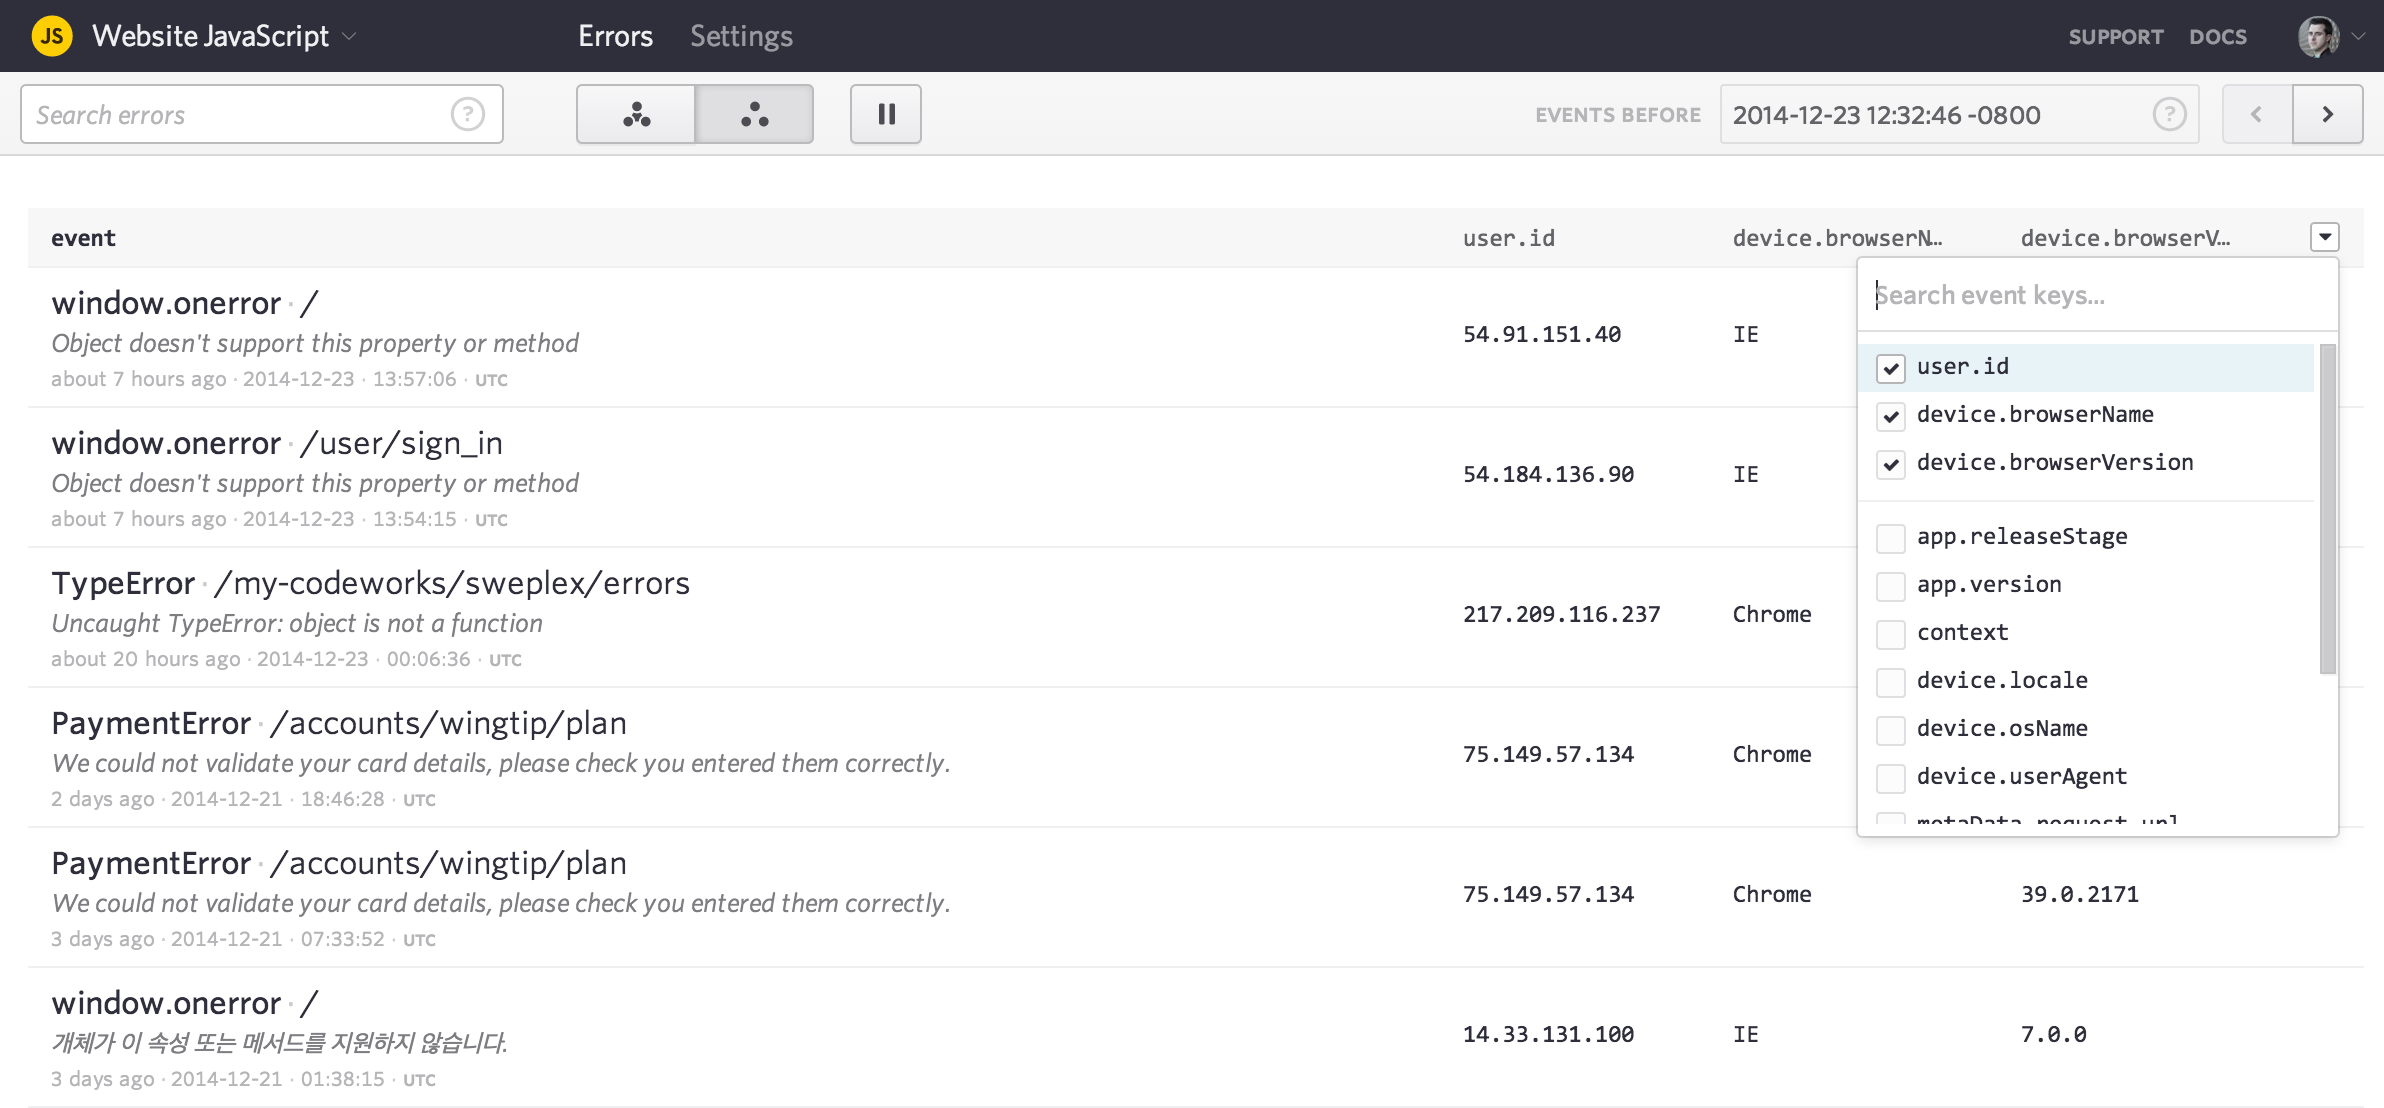 JS Website JavaScript Errors Settings SUPPORT DOCS
Search errors ? EVENTS BEFORE 2014-12-23 12:32:46 -0800 ?
event user.id device.browserN… device.browserV…
window.onerror · /
Object doesn't support this property or method
about 7 hours ago · 2014-12-23 · 13:57:06 · UTC
54.91.151.40 IE
window.onerror · /user/sign_in
Object doesn't support this property or method
about 7 hours ago · 2014-12-23 · 13:54:15 · UTC
54.184.136.90 IE
TypeError · /my-codeworks/sweplex/errors
Uncaught TypeError: object is not a function
about 20 hours ago · 2014-12-23 · 00:06:36 · UTC
217.209.116.237 Chrome
PaymentError · /accounts/wingtip/plan
We could not validate your card details, please check you entered them correctly.
2 days ago · 2014-12-21 · 18:46:28 · UTC
75.149.57.134 Chrome
PaymentError · /accounts/wingtip/plan
We could not validate your card details, please check you entered them correctly.
3 days ago · 2014-12-21 · 07:33:52 · UTC
75.149.57.134 Chrome 39.0.2171
window.onerror · /
개체가 이 속성 또는 메서드를 지원하지 않습니다.
3 days ago · 2014-12-21 · 01:38:15 · UTC
14.33.131.100 IE 7.0.0
Search event keys...
user.id
device.browserName
device.browserVersion
app.releaseStage
app.version
context
device.locale
device.osName
device.userAgent
metaData.request.url